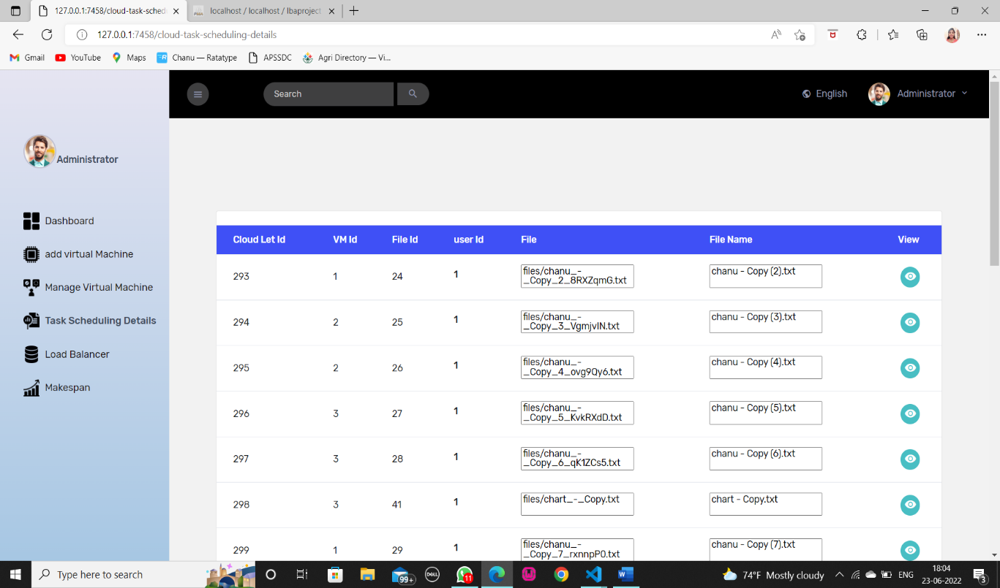 127.0.0.1:7458/cloud-task-sched
localhost / localhost / lbaproject
127.0.0.1:7458/cloud-task-scheduling-details
Gmail
YouTube
Maps
Chanu — Ratatype
APSSDC
Agri Directory — Vi...
Search
English
Administrator
Administrator
Dashboard
add virtual Machine
Manage Virtual Machine
Task Scheduling Details
Load Balancer
Makespan
Cloud Let Id VM Id File Id user Id File File Name View
293 1 24 1 files/chanu_-
_Copy_2_8RXZqmG.txt
chanu - Copy (2).txt
294 2 25 1 files/chanu_-
_Copy_3_VgmjvIN.txt
chanu - Copy (3).txt
295 2 26 1 files/chanu_-
_Copy_4_ovg9Qy6.txt
chanu - Copy (4).txt
296 3 27 1 files/chanu_-
_Copy_5_KvkRXdD.txt
chanu - Copy (5).txt
297 3 28 1 files/chanu_-
_Copy_6_qK1ZCs5.txt
chanu - Copy (6).txt
298 3 41 1 files/chart_-_Copy.txt
chart - Copy.txt
299 1 29 1 files/chanu_-
_Copy_7_rxnnpP0.txt
chanu - Copy (7).txt
Type here to search
99+
DELL
11
74°F Mostly cloudy
ENG
18:04
23-06-2022
3